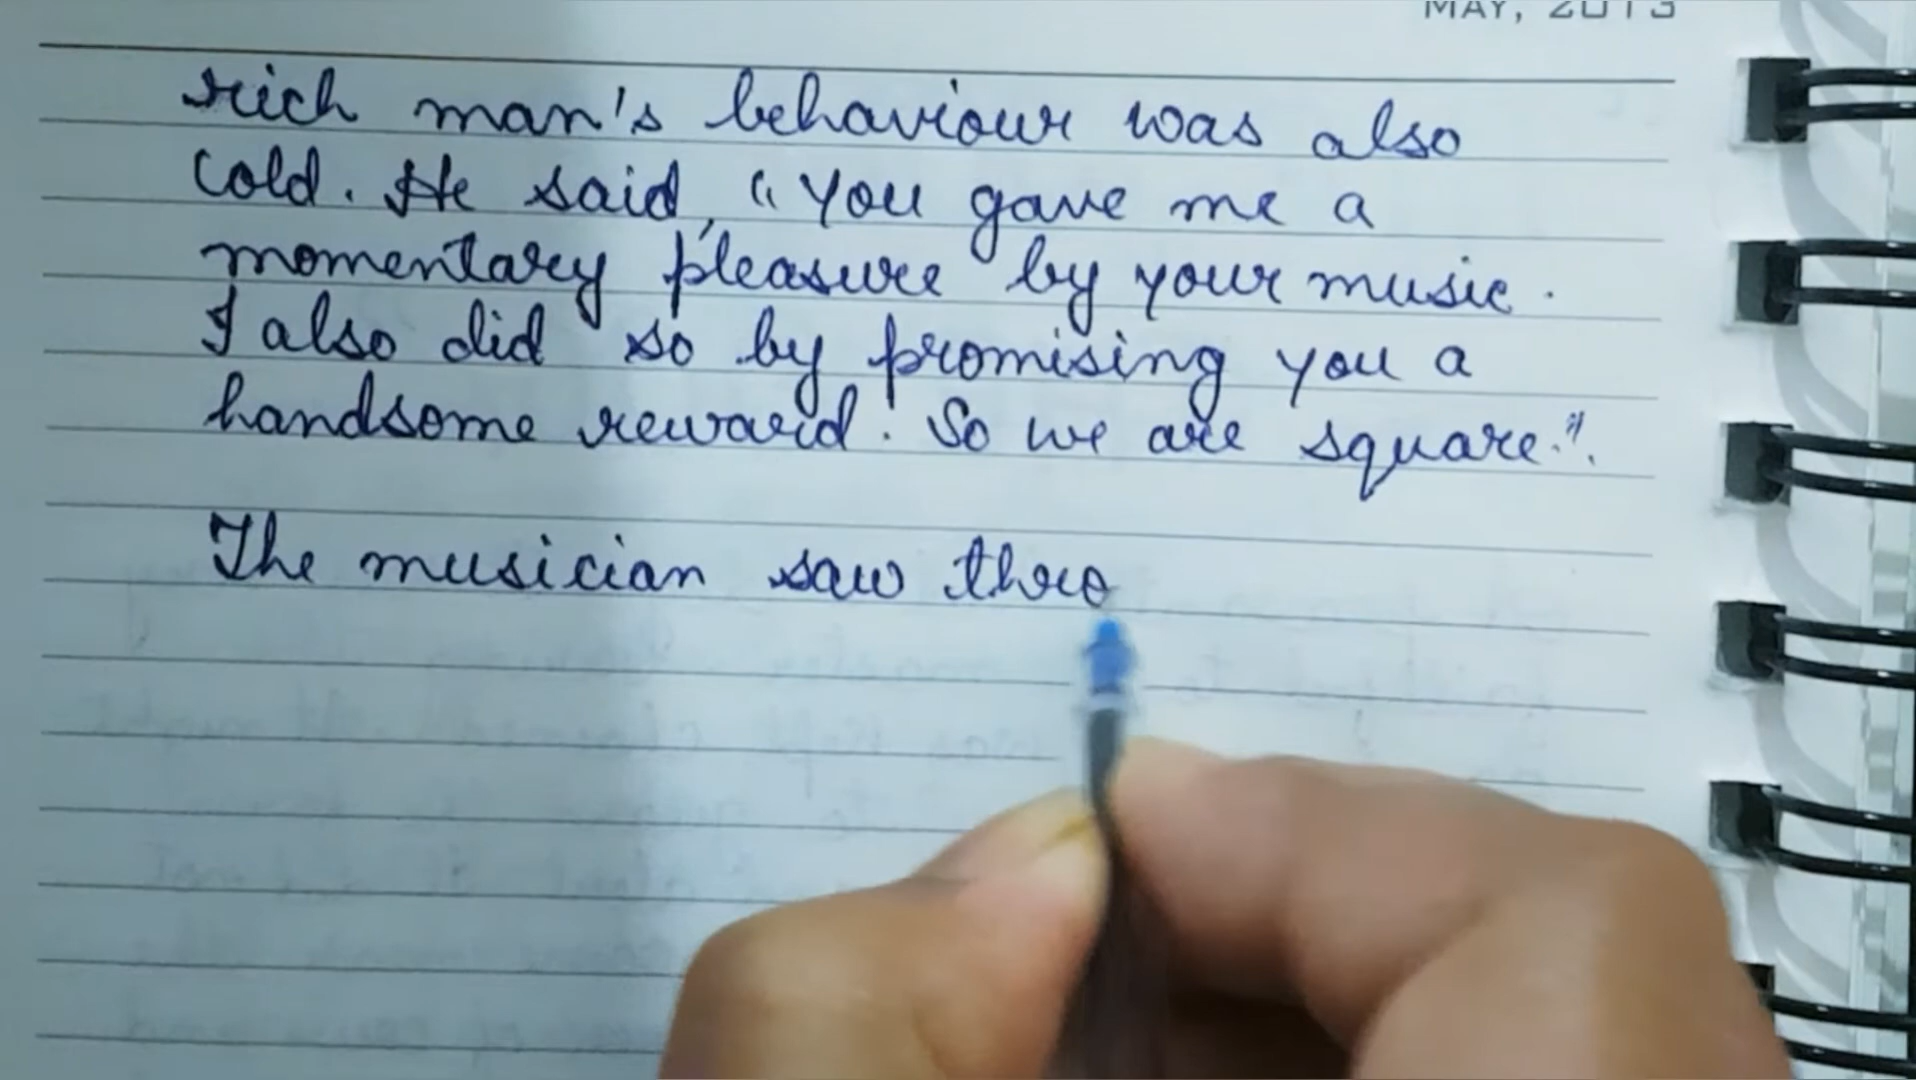 MAY, 2013
rich man's behaviour was also
cold. He said, "You gave me a
momentary pleasure by your music.
I also did so by promising you a
handsome reward. So we are square.".
The musician saw thro